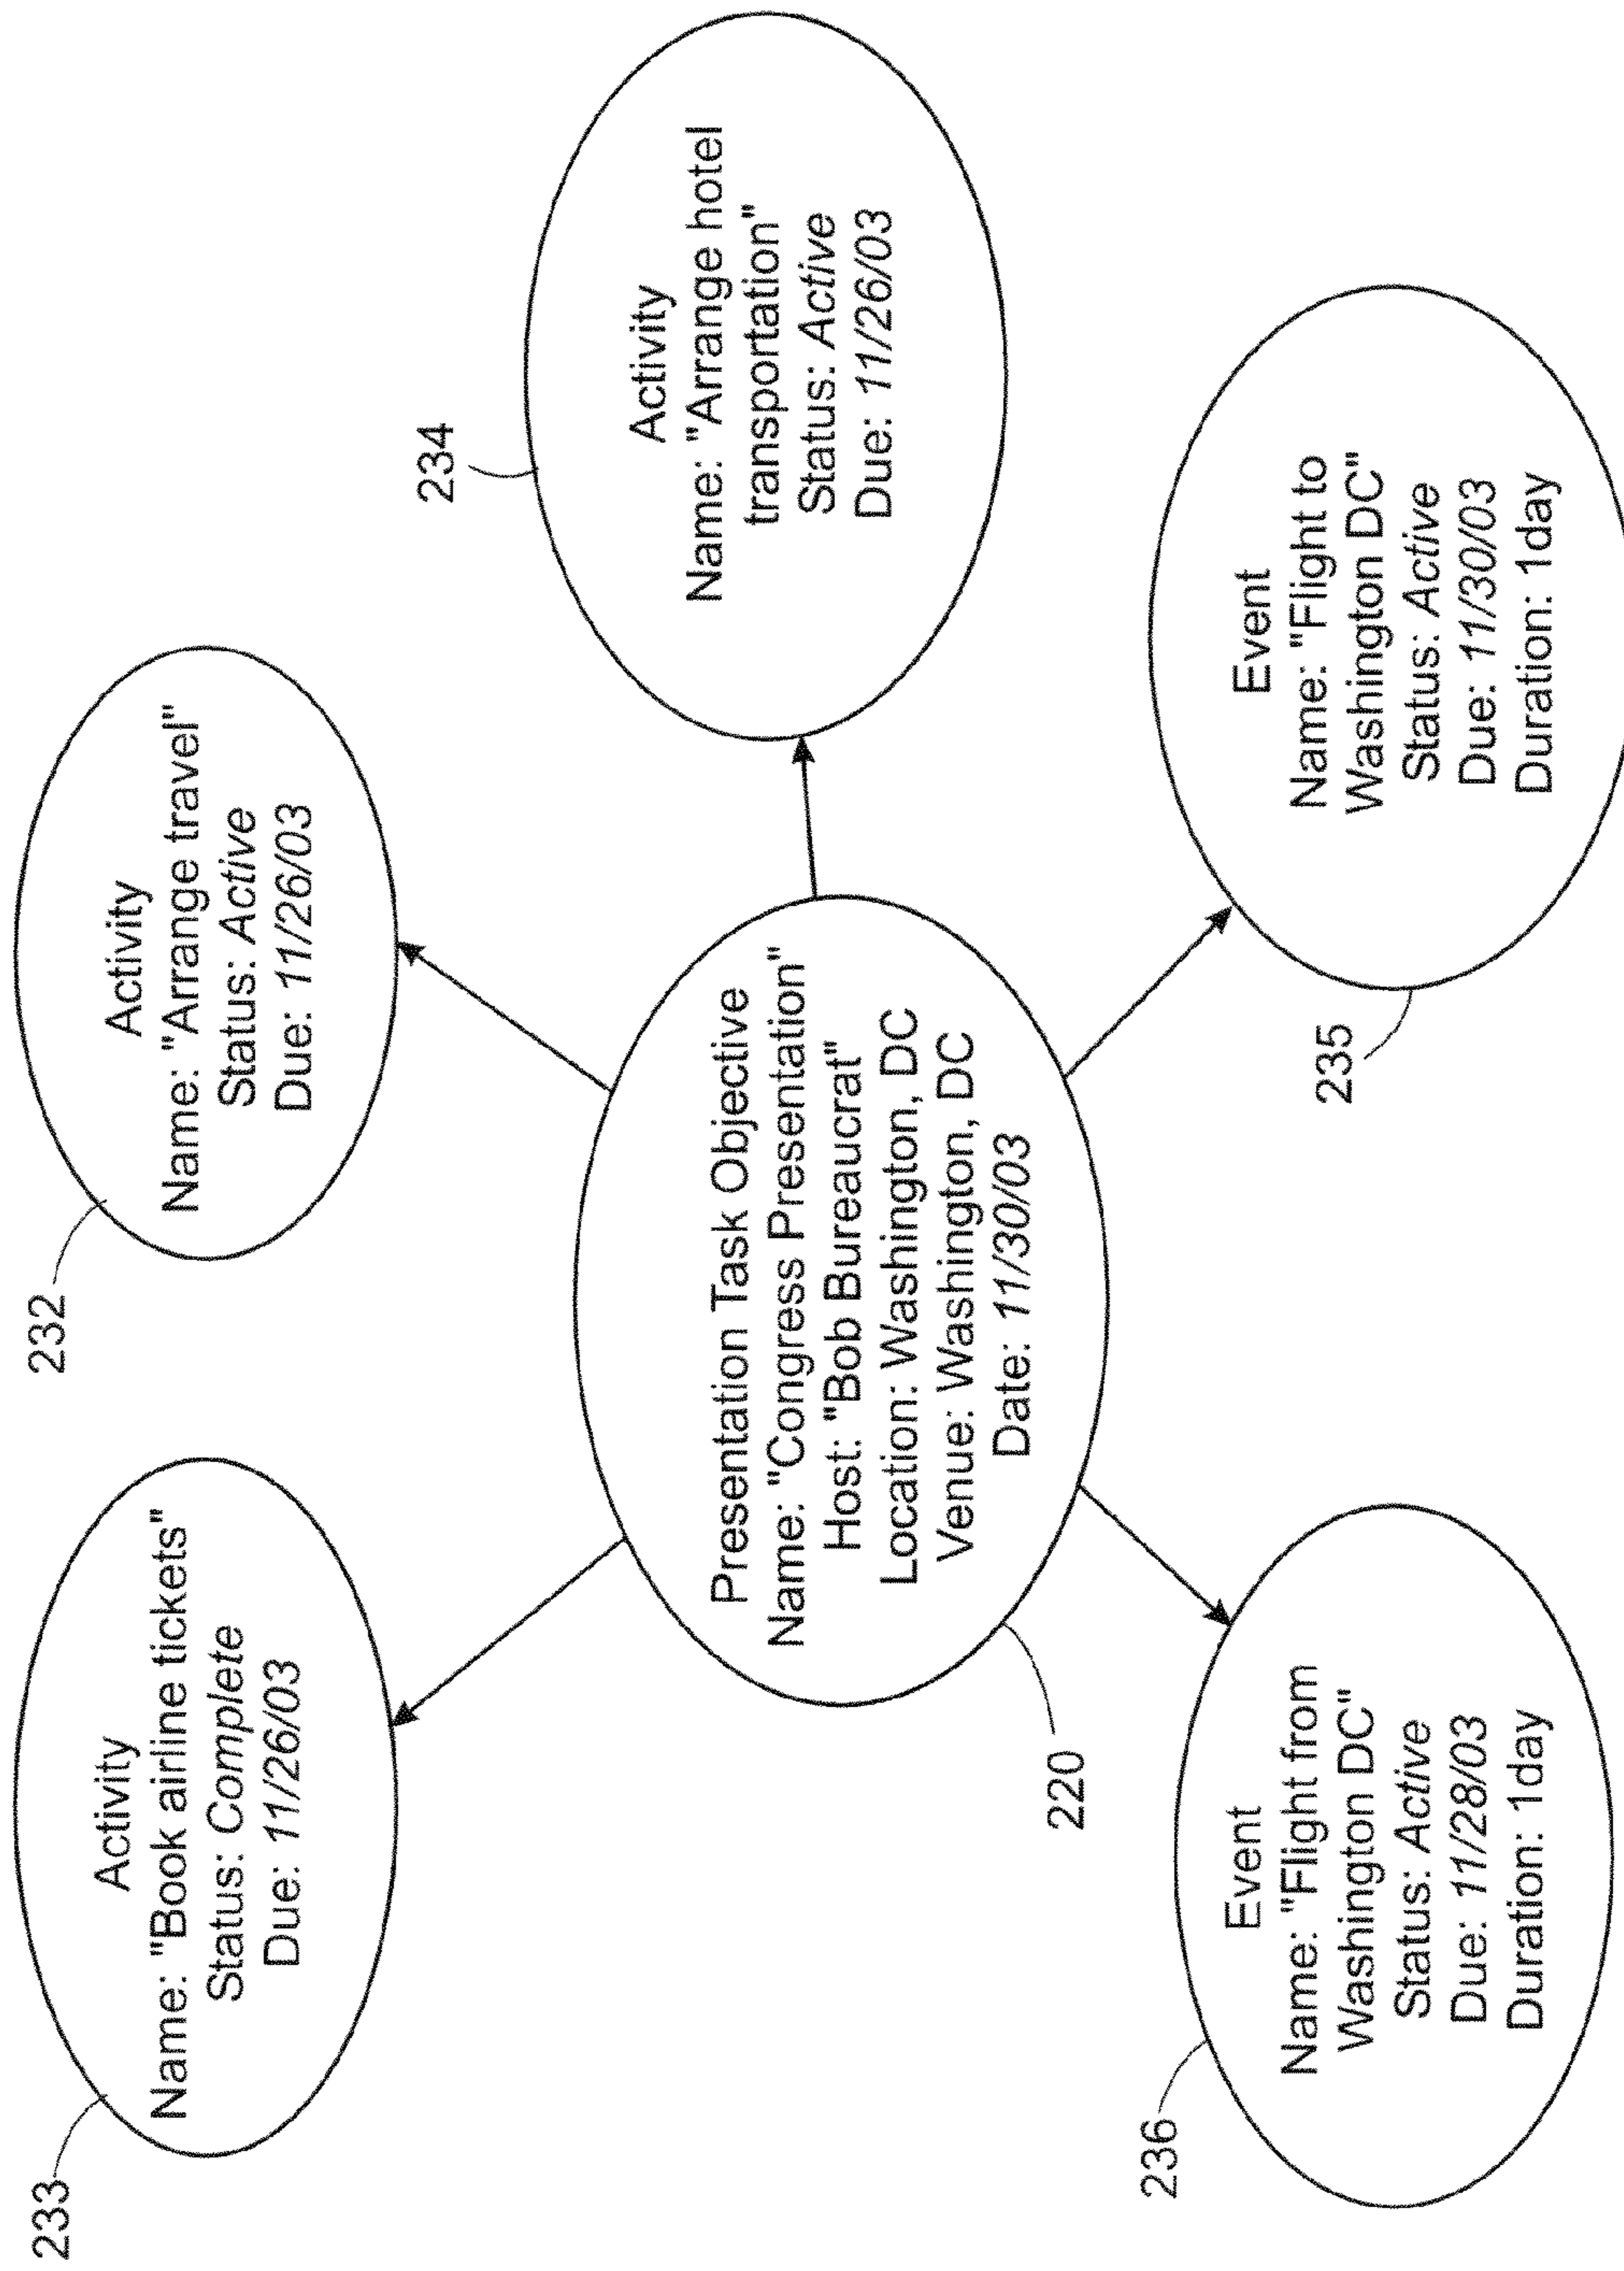 233
Activity
Name: "Book airline tickets"
Status: Complete
Due: 11/26/03
232
Activity
Name: "Arrange travel"
Status: Active
Due: 11/26/03
234
Activity
Name: "Arrange hotel
transportation"
Status: Active
Due: 11/26/03
Presentation Task Objective
Name: "Congress Presentation"
Host: "Bob Bureaucrat"
Location: Washington, DC
Venue: Washington, DC
Date: 11/30/03
220
236
Event
Name: "Flight from
Washington DC"
Status: Active
Due: 11/28/03
Duration: 1day
235
Event
Name: "Flight to
Washington DC"
Status: Active
Due: 11/30/03
Duration: 1day